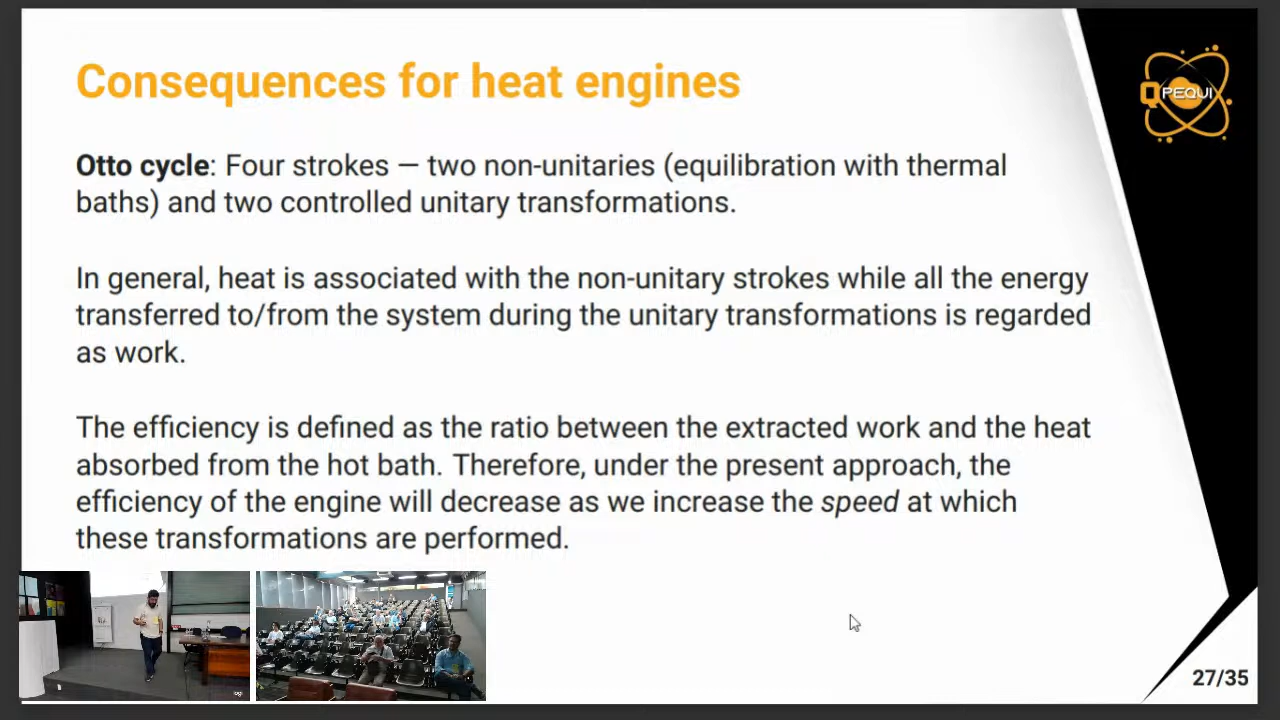 Consequences for heat engines
QPEQUI
Otto cycle: Four strokes — two non-unitaries (equilibration with thermal
baths) and two controlled unitary transformations.
In general, heat is associated with the non-unitary strokes while all the energy
transferred to/from the system during the unitary transformations is regarded
as work.
The efficiency is defined as the ratio between the extracted work and the heat
absorbed from the hot bath. Therefore, under the present approach, the
efficiency of the engine will decrease as we increase the speed at which
these transformations are performed.
27/35